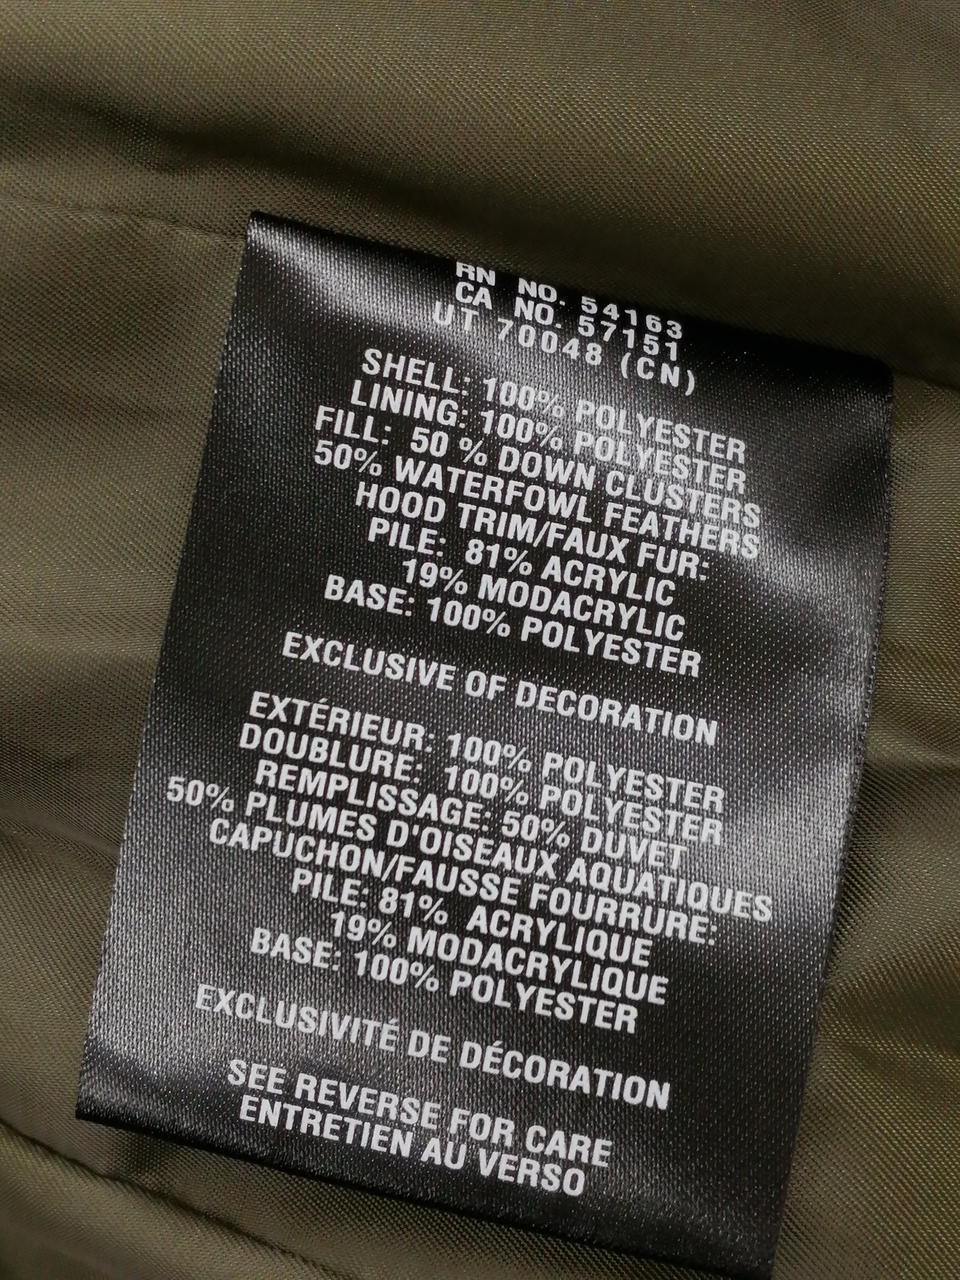 RN NO. 54163
CA NO. 57151
UT 70048 (CN)
SHELL: 100% POLYESTER
LINING: 100% POLYESTER
FILL: 50 % DOWN CLUSTERS
50% WATERFOWL FEATHERS
HOOD TRIM/FAUX FUR:
PILE: 81% ACRYLIC
19% MODACRYLIC
BASE: 100% POLYESTER
EXCLUSIVE OF DECORATION
EXTÉRIEUR: 100% POLYESTER
DOUBLURE: 100% POLYESTER
REMPLISSAGE: 50% DUVET
50% PLUMES D'OISEAUX AQUATIQUES
CAPUCHON/FAUSSE FOURRURE:
PILE: 81% ACRYLIQUE
19% MODACRYLIQUE
BASE: 100% POLYESTER
EXCLUSIVITÉ DE DÉCORATION
SEE REVERSE FOR CARE
ENTRETIEN AU VERSO